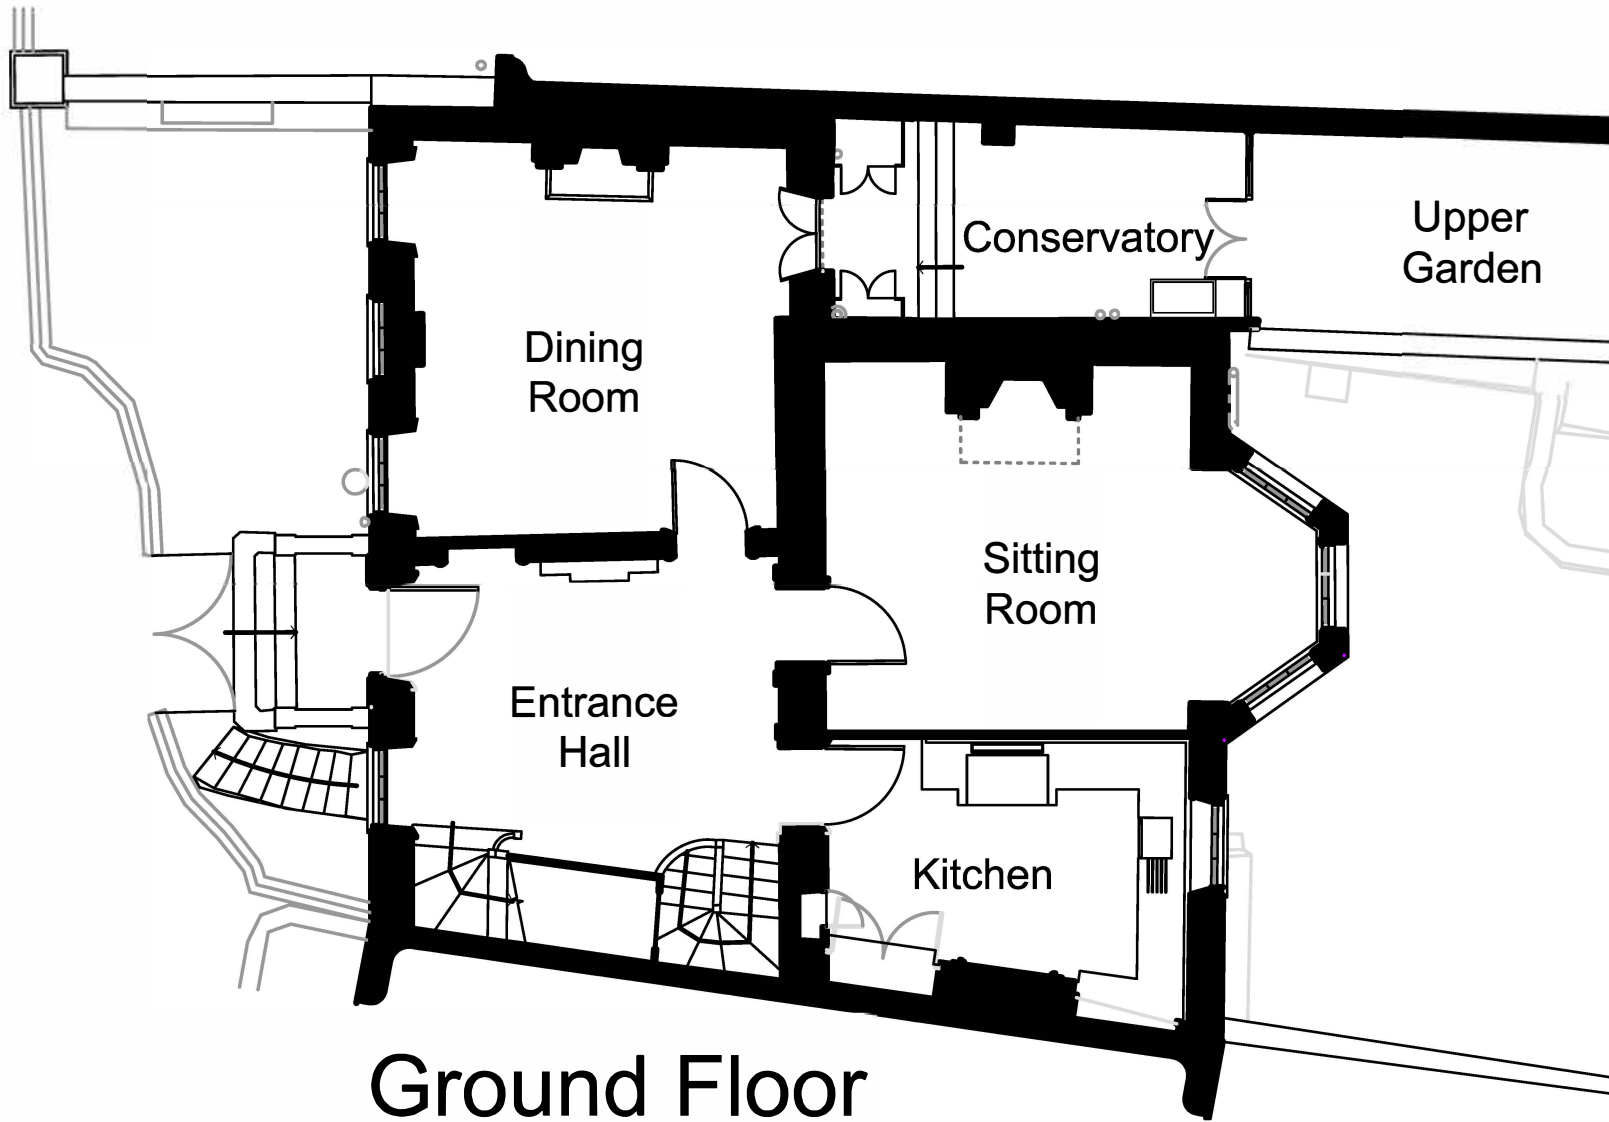 Conservatory
Upper
Garden
Dining
Room
Sitting
Room
Entrance
Hall
Kitchen
Ground Floor